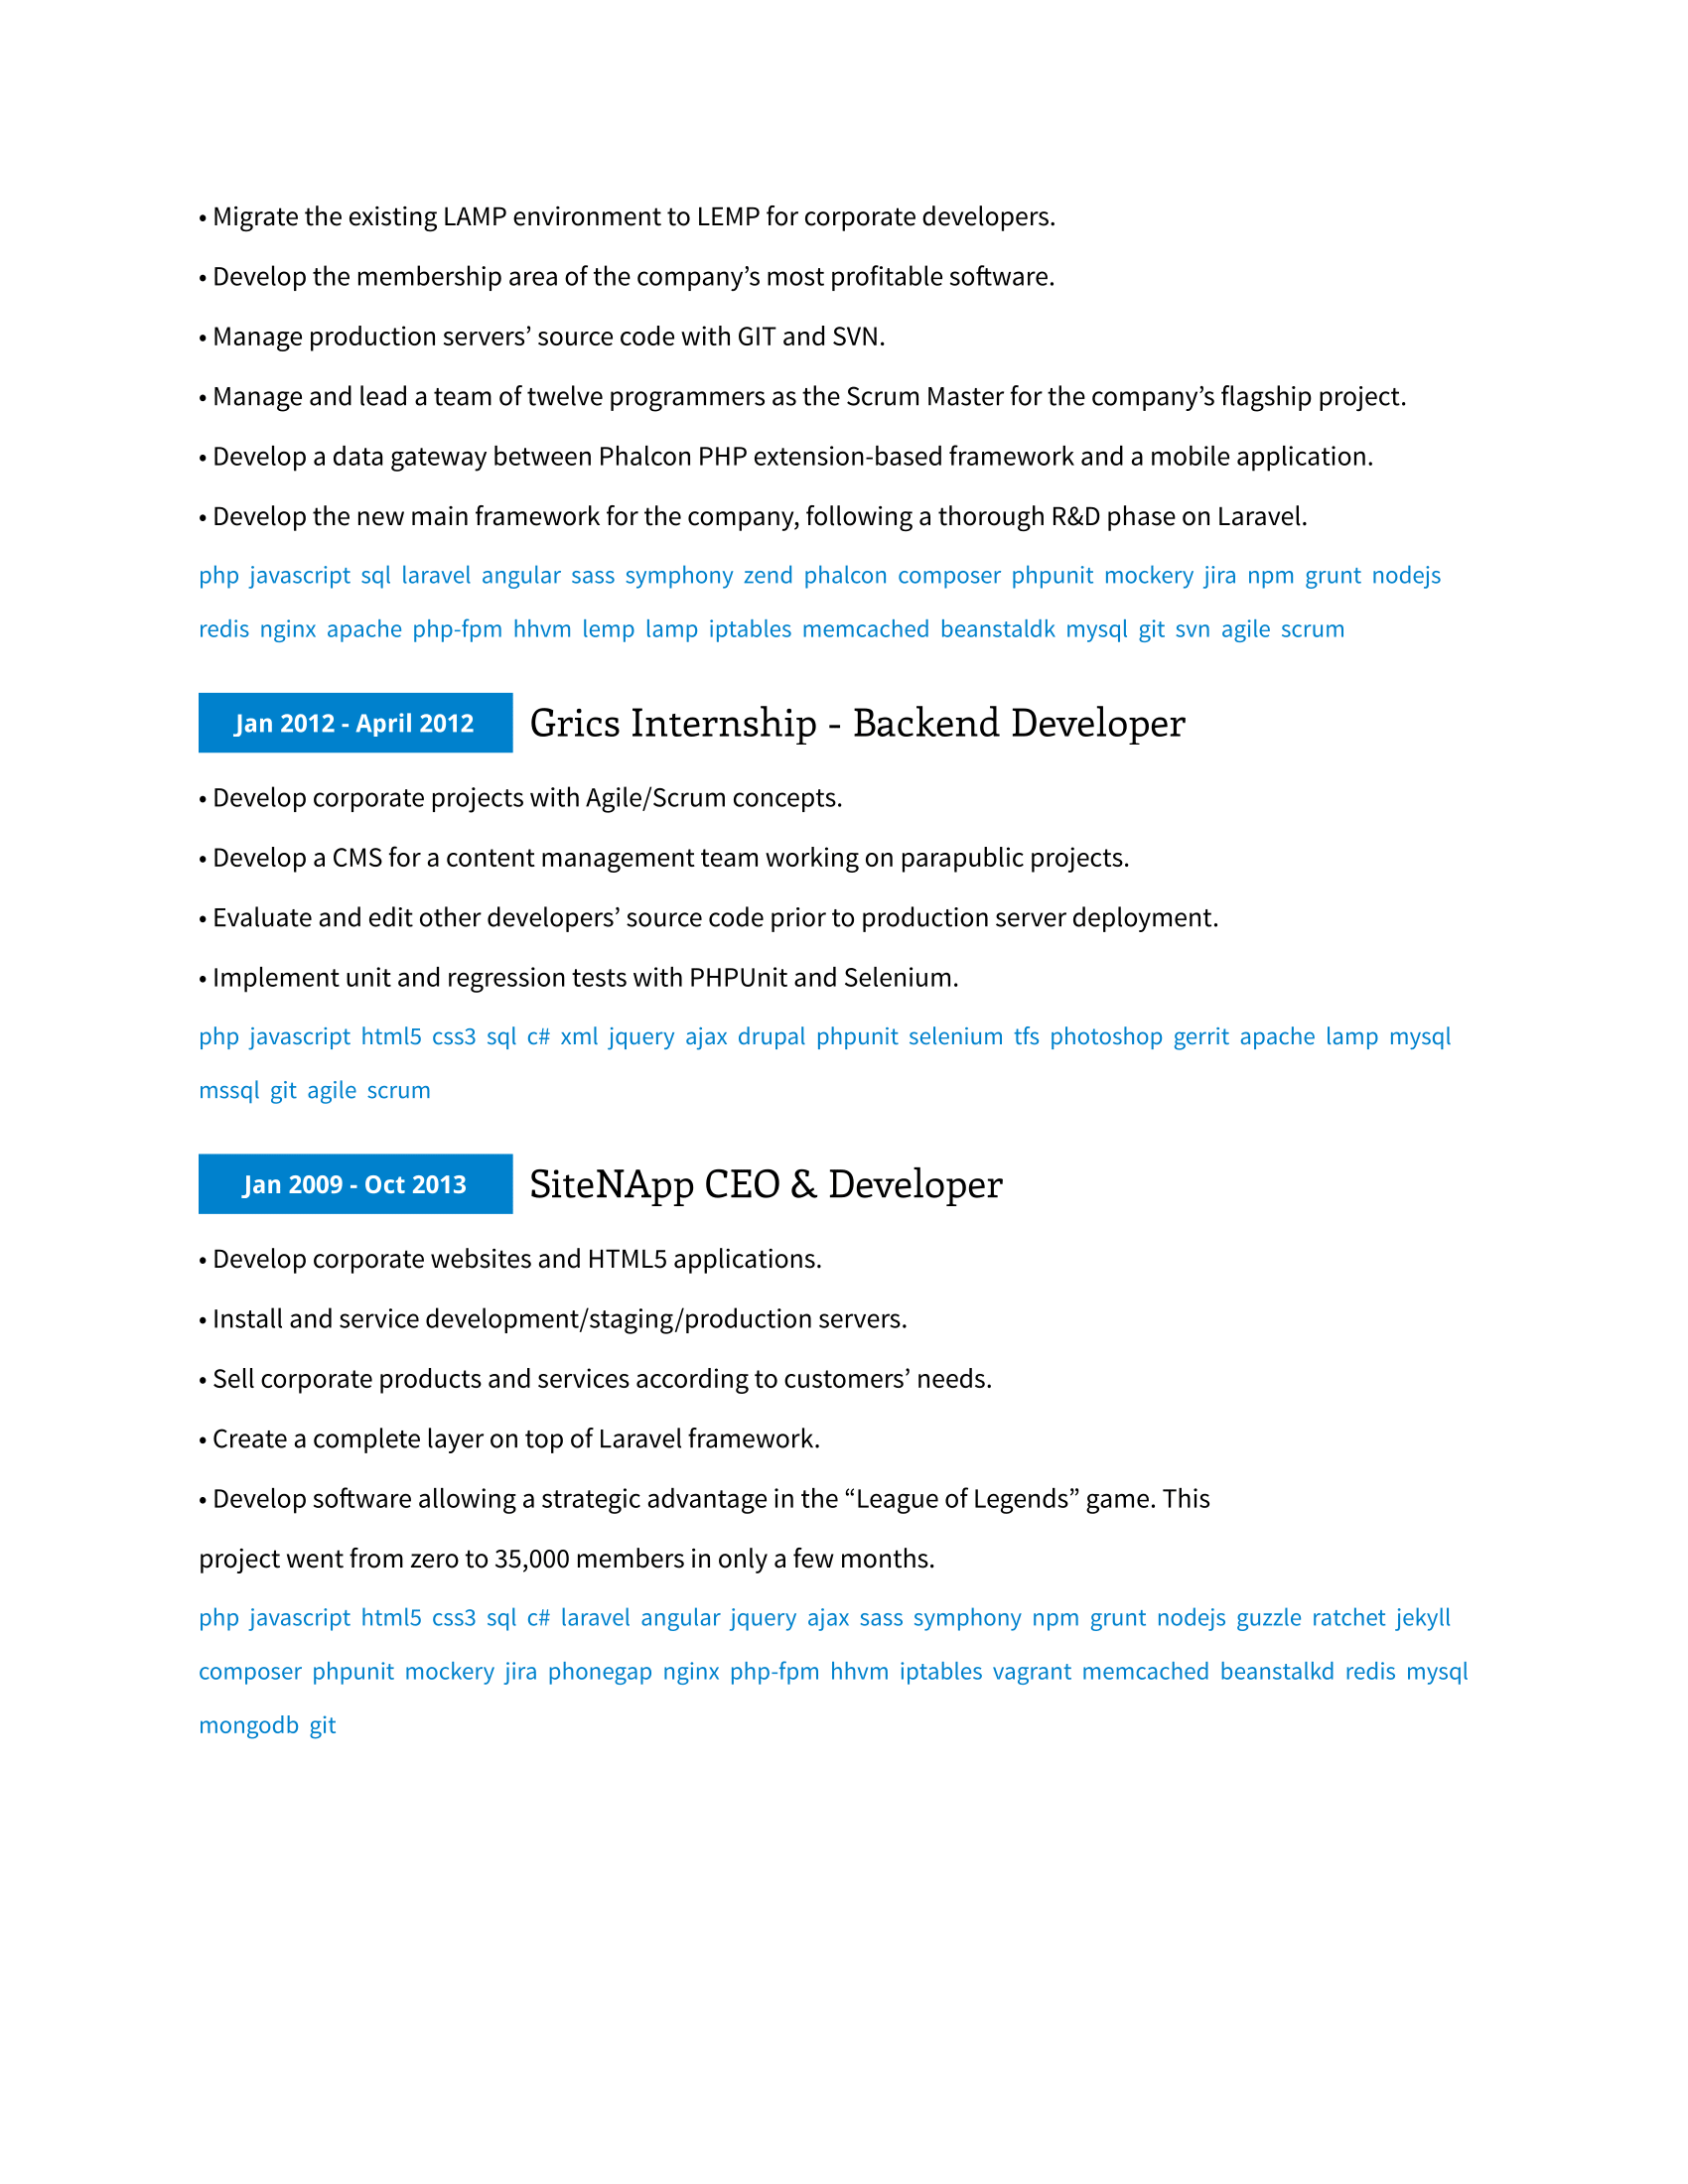 • Migrate the existing LAMP environment to LEMP for corporate developers.
• Develop the membership area of the company’s most profitable software.
• Manage production servers’ source code with GIT and SVN.
• Manage and lead a team of twelve programmers as the Scrum Master for the company’s flagship project.
• Develop a data gateway between Phalcon PHP extension-based framework and a mobile application.
• Develop the new main framework for the company, following a thorough R&D phase on Laravel.
php javascript sql laravel angular sass symphony zend phalcon composer phpunit mockery jira npm grunt nodejs
redis nginx apache php-fpm hhvm lemp lamp iptables memcached beanstaldk mysql git svn agile scrum
Jan 2012 - April 2012 Grics Internship - Backend Developer
• Develop corporate projects with Agile/Scrum concepts.
• Develop a CMS for a content management team working on parapublic projects.
• Evaluate and edit other developers’ source code prior to production server deployment.
• Implement unit and regression tests with PHPUnit and Selenium.
php javascript html5 css3 sql c# xml jquery ajax drupal phpunit selenium tfs photoshop gerrit apache lamp mysql
mssql git agile scrum
Jan 2009 - Oct 2013 SiteNApp CEO & Developer
• Develop corporate websites and HTML5 applications.
• Install and service development/staging/production servers.
• Sell corporate products and services according to customers’ needs.
• Create a complete layer on top of Laravel framework.
• Develop software allowing a strategic advantage in the “League of Legends” game. This
project went from zero to 35,000 members in only a few months.
php javascript html5 css3 sql c# laravel angular jquery ajax sass symphony npm grunt nodejs guzzle ratchet jekyll
composer phpunit mockery jira phonegap nginx php-fpm hhvm iptables vagrant memcached beanstalkd redis mysql
mongodb git